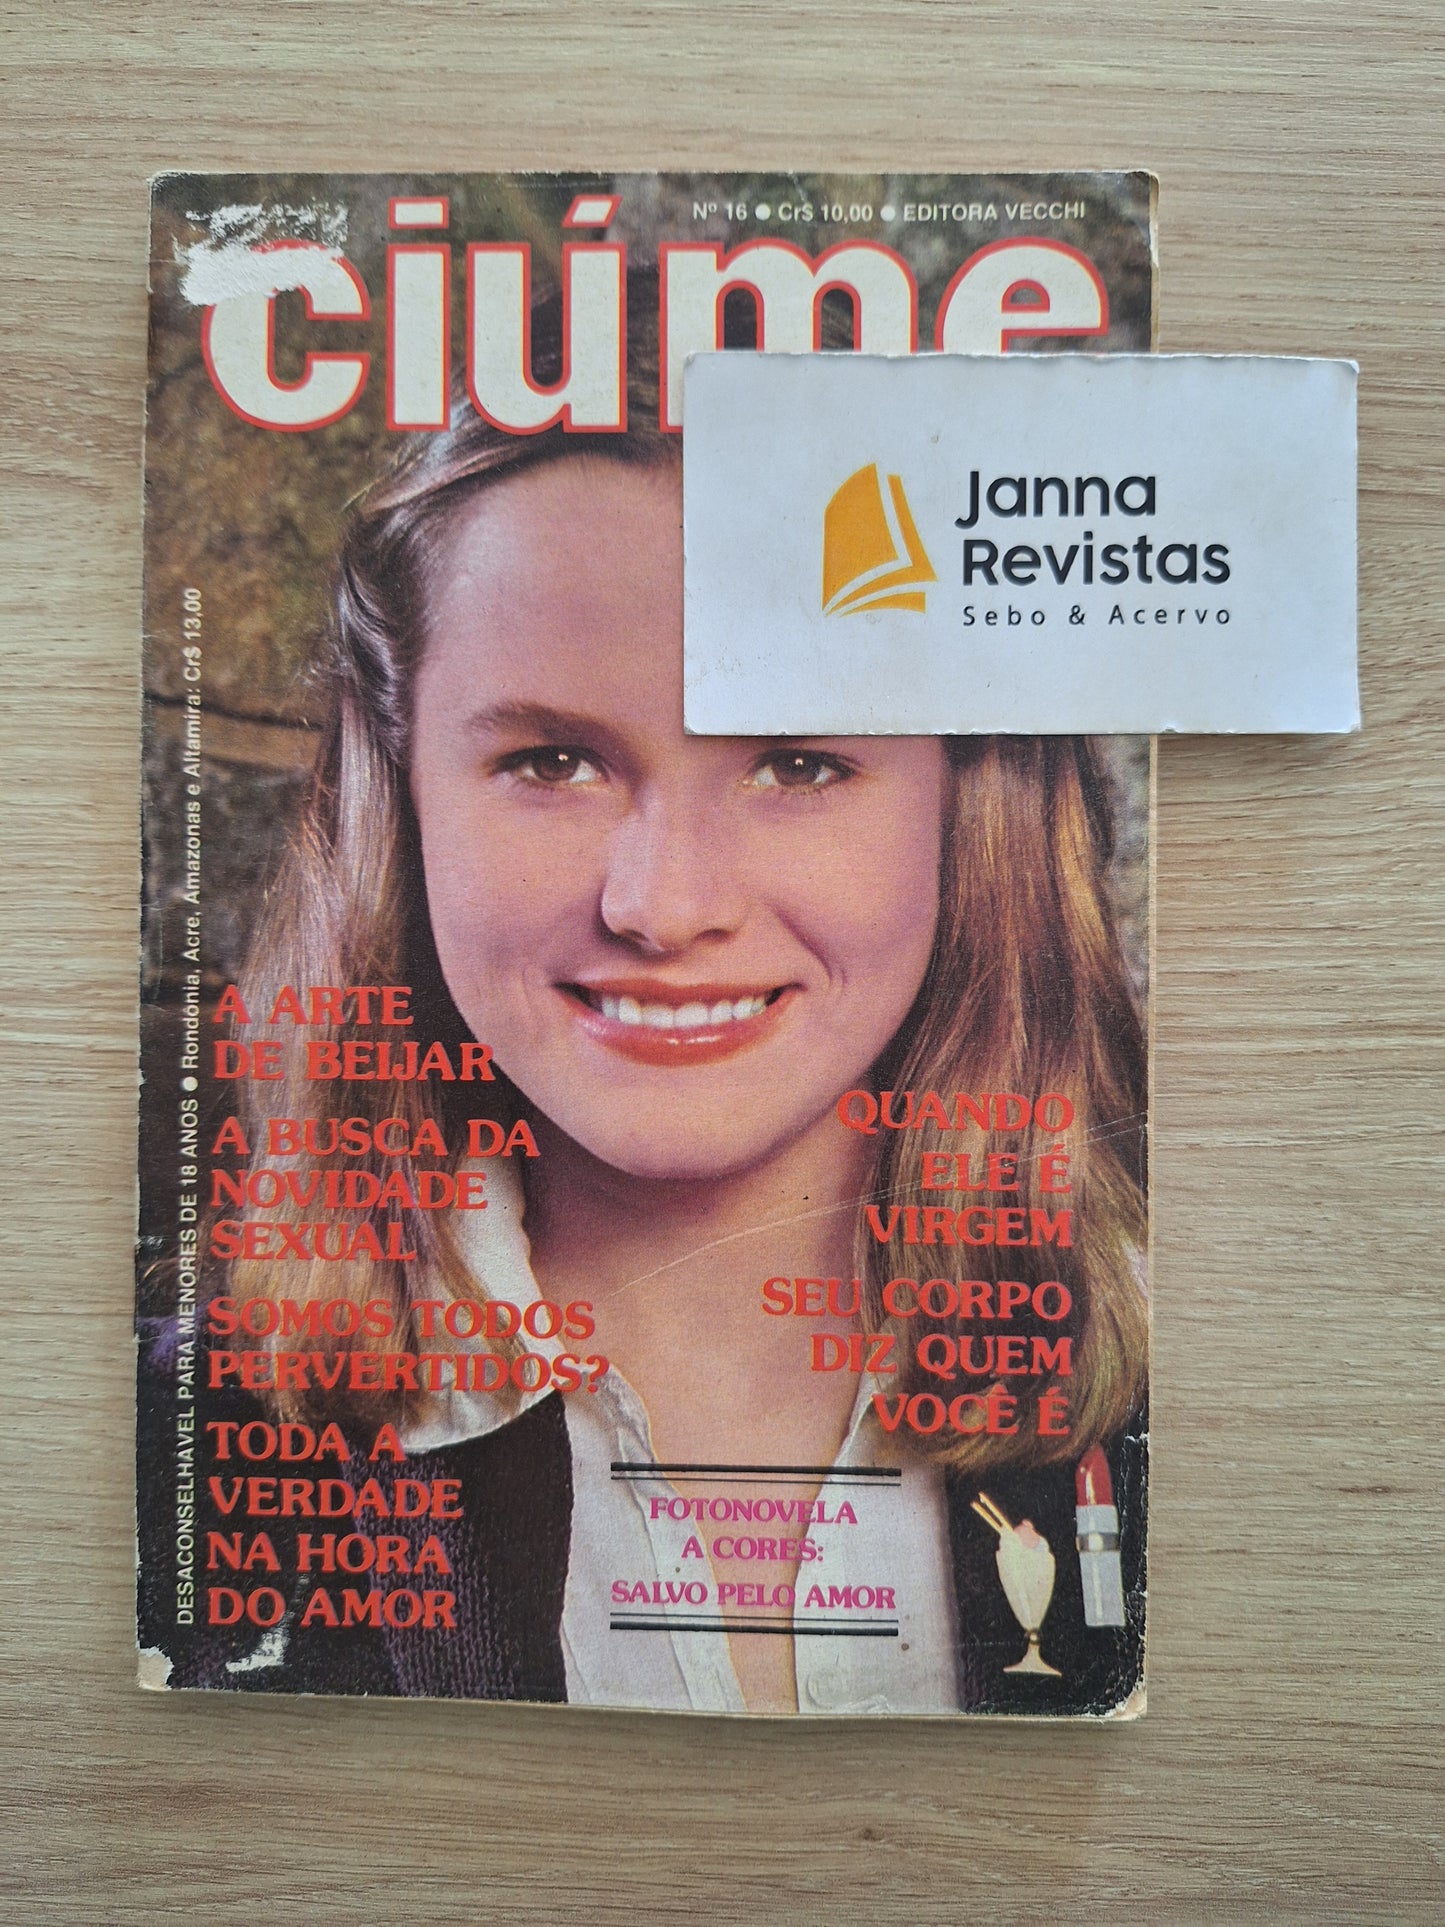 Nº 16 ● Cr$ 10,00 ● EDITORA VECCHI
ciúme
Janna
Revistas
Sebo & Acervo
DESACONSELHÁVEL PARA MENORES DE 18 ANOS ● Rondônia, Acre, Amazonas e Altamira: Cr$ 13,00
A ARTE
DE BEIJAR
A BUSCA DA
NOVIDADE
SEXUAL
SOMOS TODOS
PERVERTIDOS?
TODA A
VERDADE
NA HORA
DO AMOR
QUANDO
ELE É
VIRGEM
SEU CORPO
DIZ QUEM
VOCÊ É
FOTONOVELA
A CORES:
SALVO PELO AMOR